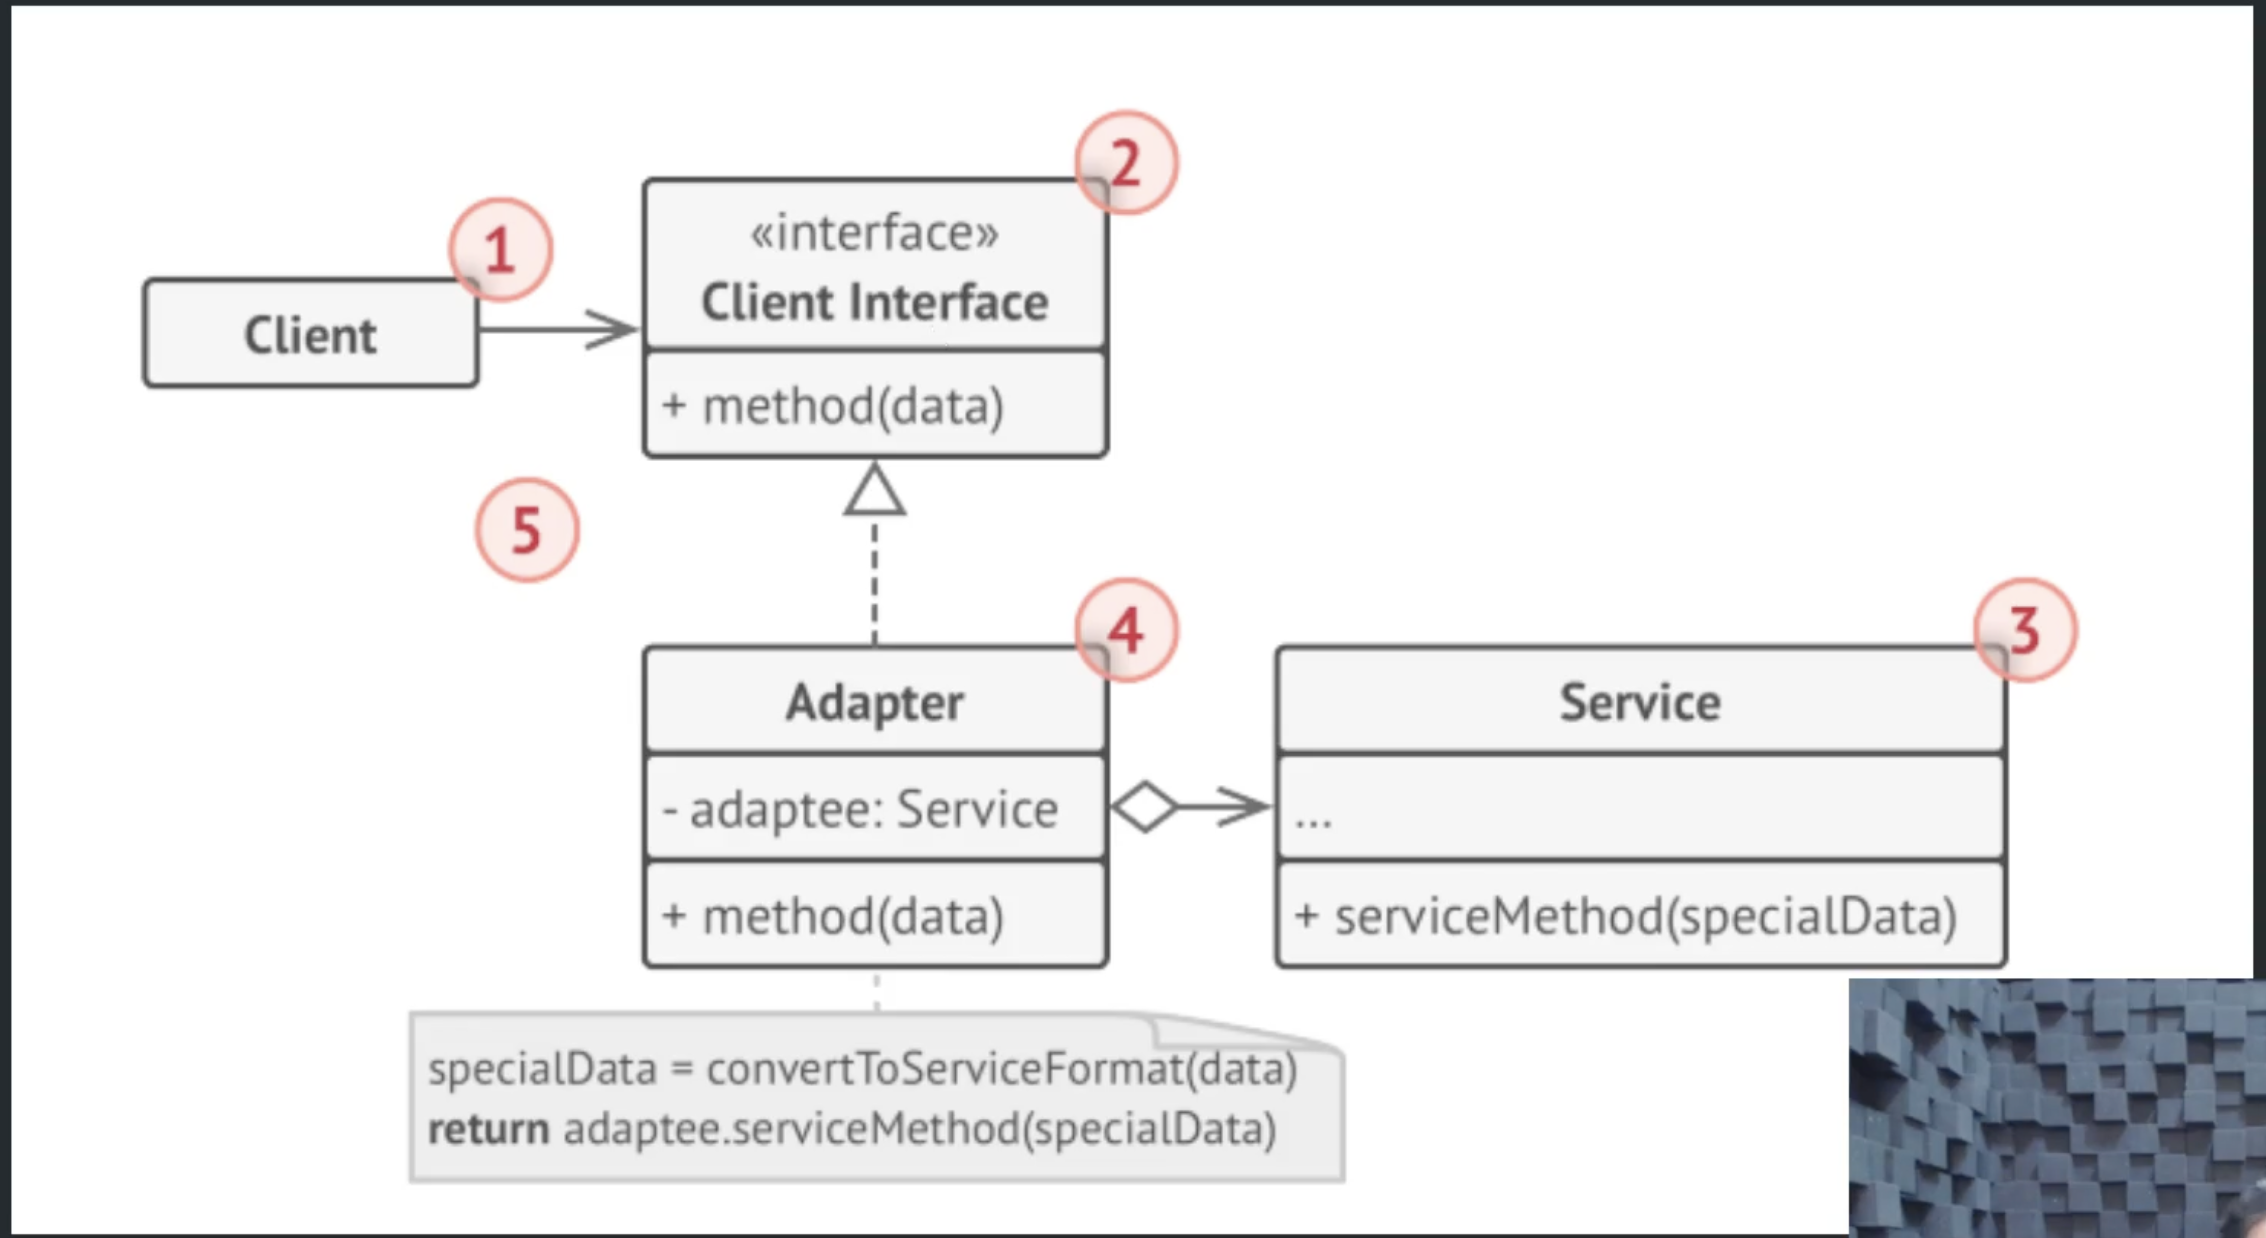 1
Client
2
«interface»
Client Interface
+ method(data)
5
4
Adapter
- adaptee: Service
+ method(data)
3
Service
...
+ serviceMethod(specialData)
specialData = convertToServiceFormat(data)
return adaptee.serviceMethod(specialData)